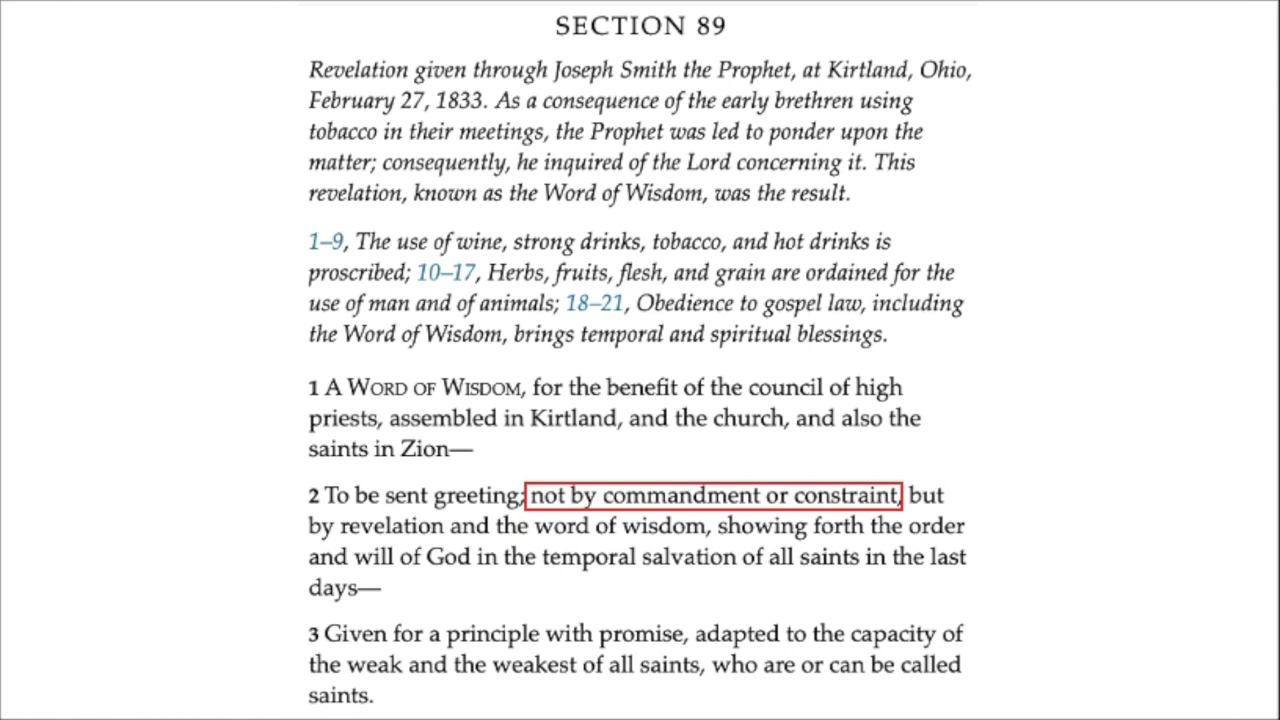 SECTION 89
Revelation given through Joseph Smith the Prophet, at Kirtland, Ohio,
February 27, 1833. As a consequence of the early brethren using
tobacco in their meetings, the Prophet was led to ponder upon the
matter; consequently, he inquired of the Lord concerning it. This
revelation, known as the Word of Wisdom, was the result.
1–9, The use of wine, strong drinks, tobacco, and hot drinks is
proscribed; 10–17, Herbs, fruits, flesh, and grain are ordained for the
use of man and of animals; 18–21, Obedience to gospel law, including
the Word of Wisdom, brings temporal and spiritual blessings.
1 A WORD OF WISDOM, for the benefit of the council of high
priests, assembled in Kirtland, and the church, and also the
saints in Zion—
2 To be sent greeting; not by commandment or constraint, but
by revelation and the word of wisdom, showing forth the order
and will of God in the temporal salvation of all saints in the last
days—
3 Given for a principle with promise, adapted to the capacity of
the weak and the weakest of all saints, who are or can be called
saints.